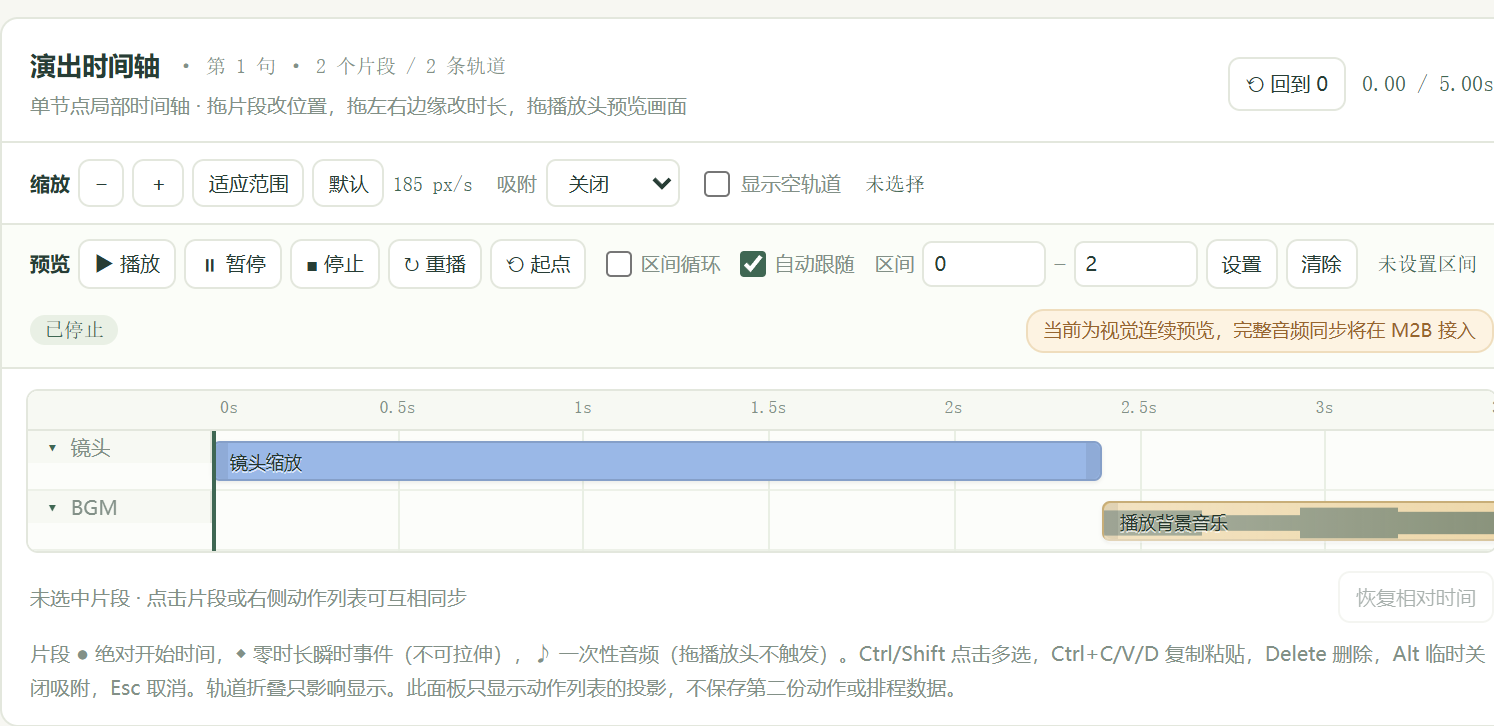 演出时间轴 · 第 1 句 · 2 个片段 / 2 条轨道
单节点局部时间轴 · 拖片段改位置，拖左右边缘改时长，拖播放头预览画面
回到 0 0.00 / 5.00s
缩放 − + 适应范围 默认 185 px/s 吸附 关闭 显示空轨道 未选择
预览 ▶ 播放 ⏸ 暂停 ■ 停止 ↻ 重播 ⟲ 起点 区间循环 自动跟随 区间 0 – 2 设置 清除 未设置区间
已停止 当前为视觉连续预览，完整音频同步将在 M2B 接入
0s 0.5s 1s 1.5s 2s 2.5s 3s
▾ 镜头 镜头缩放
▾ BGM 播放背景音乐
未选中片段 · 点击片段或右侧动作列表可互相同步 恢复相对时间
片段 ● 绝对开始时间，◆ 零时长瞬时事件（不可拉伸），♪ 一次性音频（拖播放头不触发）。Ctrl/Shift 点击多选，Ctrl+C/V/D 复制粘贴，Delete 删除，Alt 临时关
闭吸附，Esc 取消。轨道折叠只影响显示。此面板只显示动作列表的投影，不保存第二份动作或排程数据。